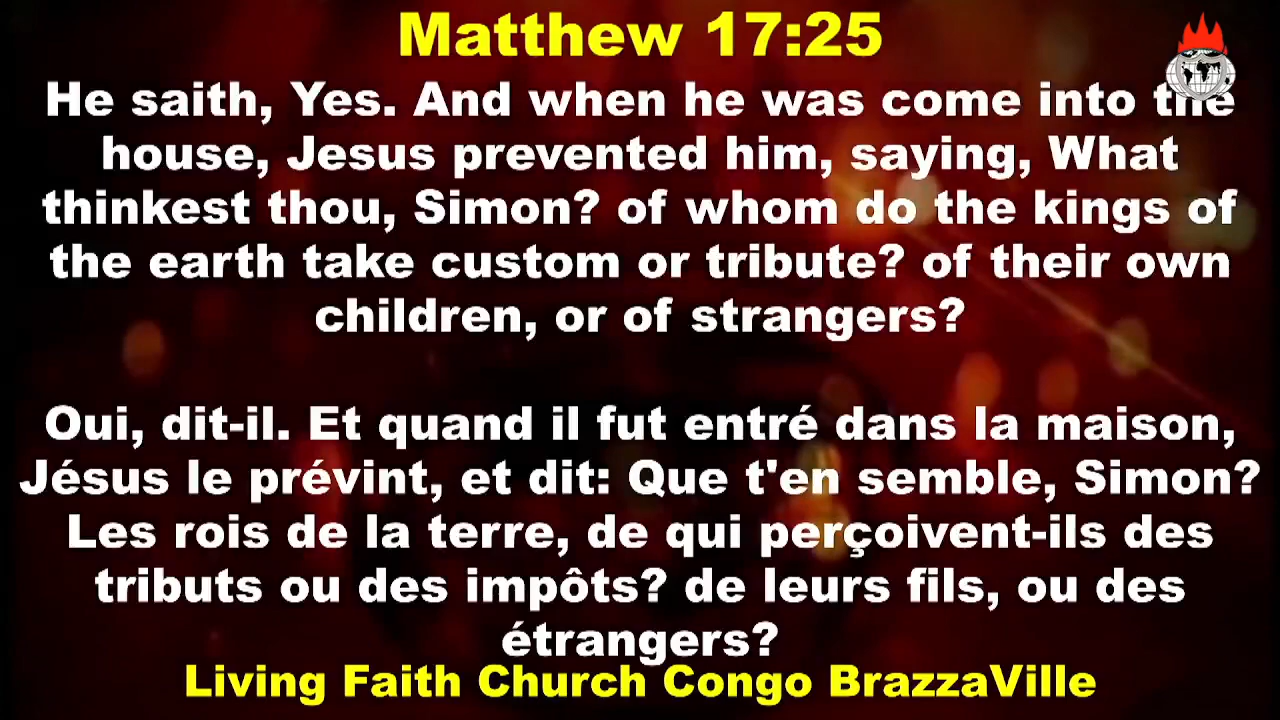 Matthew 17:25
He saith, Yes. And when he was come into the
house, Jesus prevented him, saying, What
thinkest thou, Simon? of whom do the kings of
the earth take custom or tribute? of their own
children, or of strangers?
Oui, dit-il. Et quand il fut entré dans la maison,
Jésus le prévint, et dit: Que t'en semble, Simon?
Les rois de la terre, de qui perçoivent-ils des
tributs ou des impôts? de leurs fils, ou des
étrangers?
Living Faith Church Congo BrazzaVille